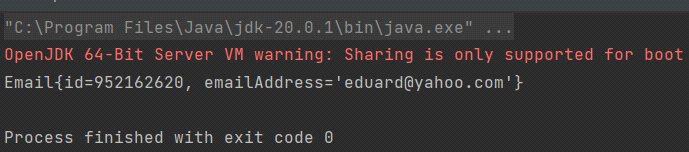 "C:\Program Files\Java\jdk-20.0.1\bin\java.exe" ...
OpenJDK 64-Bit Server VM warning: Sharing is only supported for boot
Email{id=952162620, emailAddress='eduard@yahoo.com'}
Process finished with exit code 0